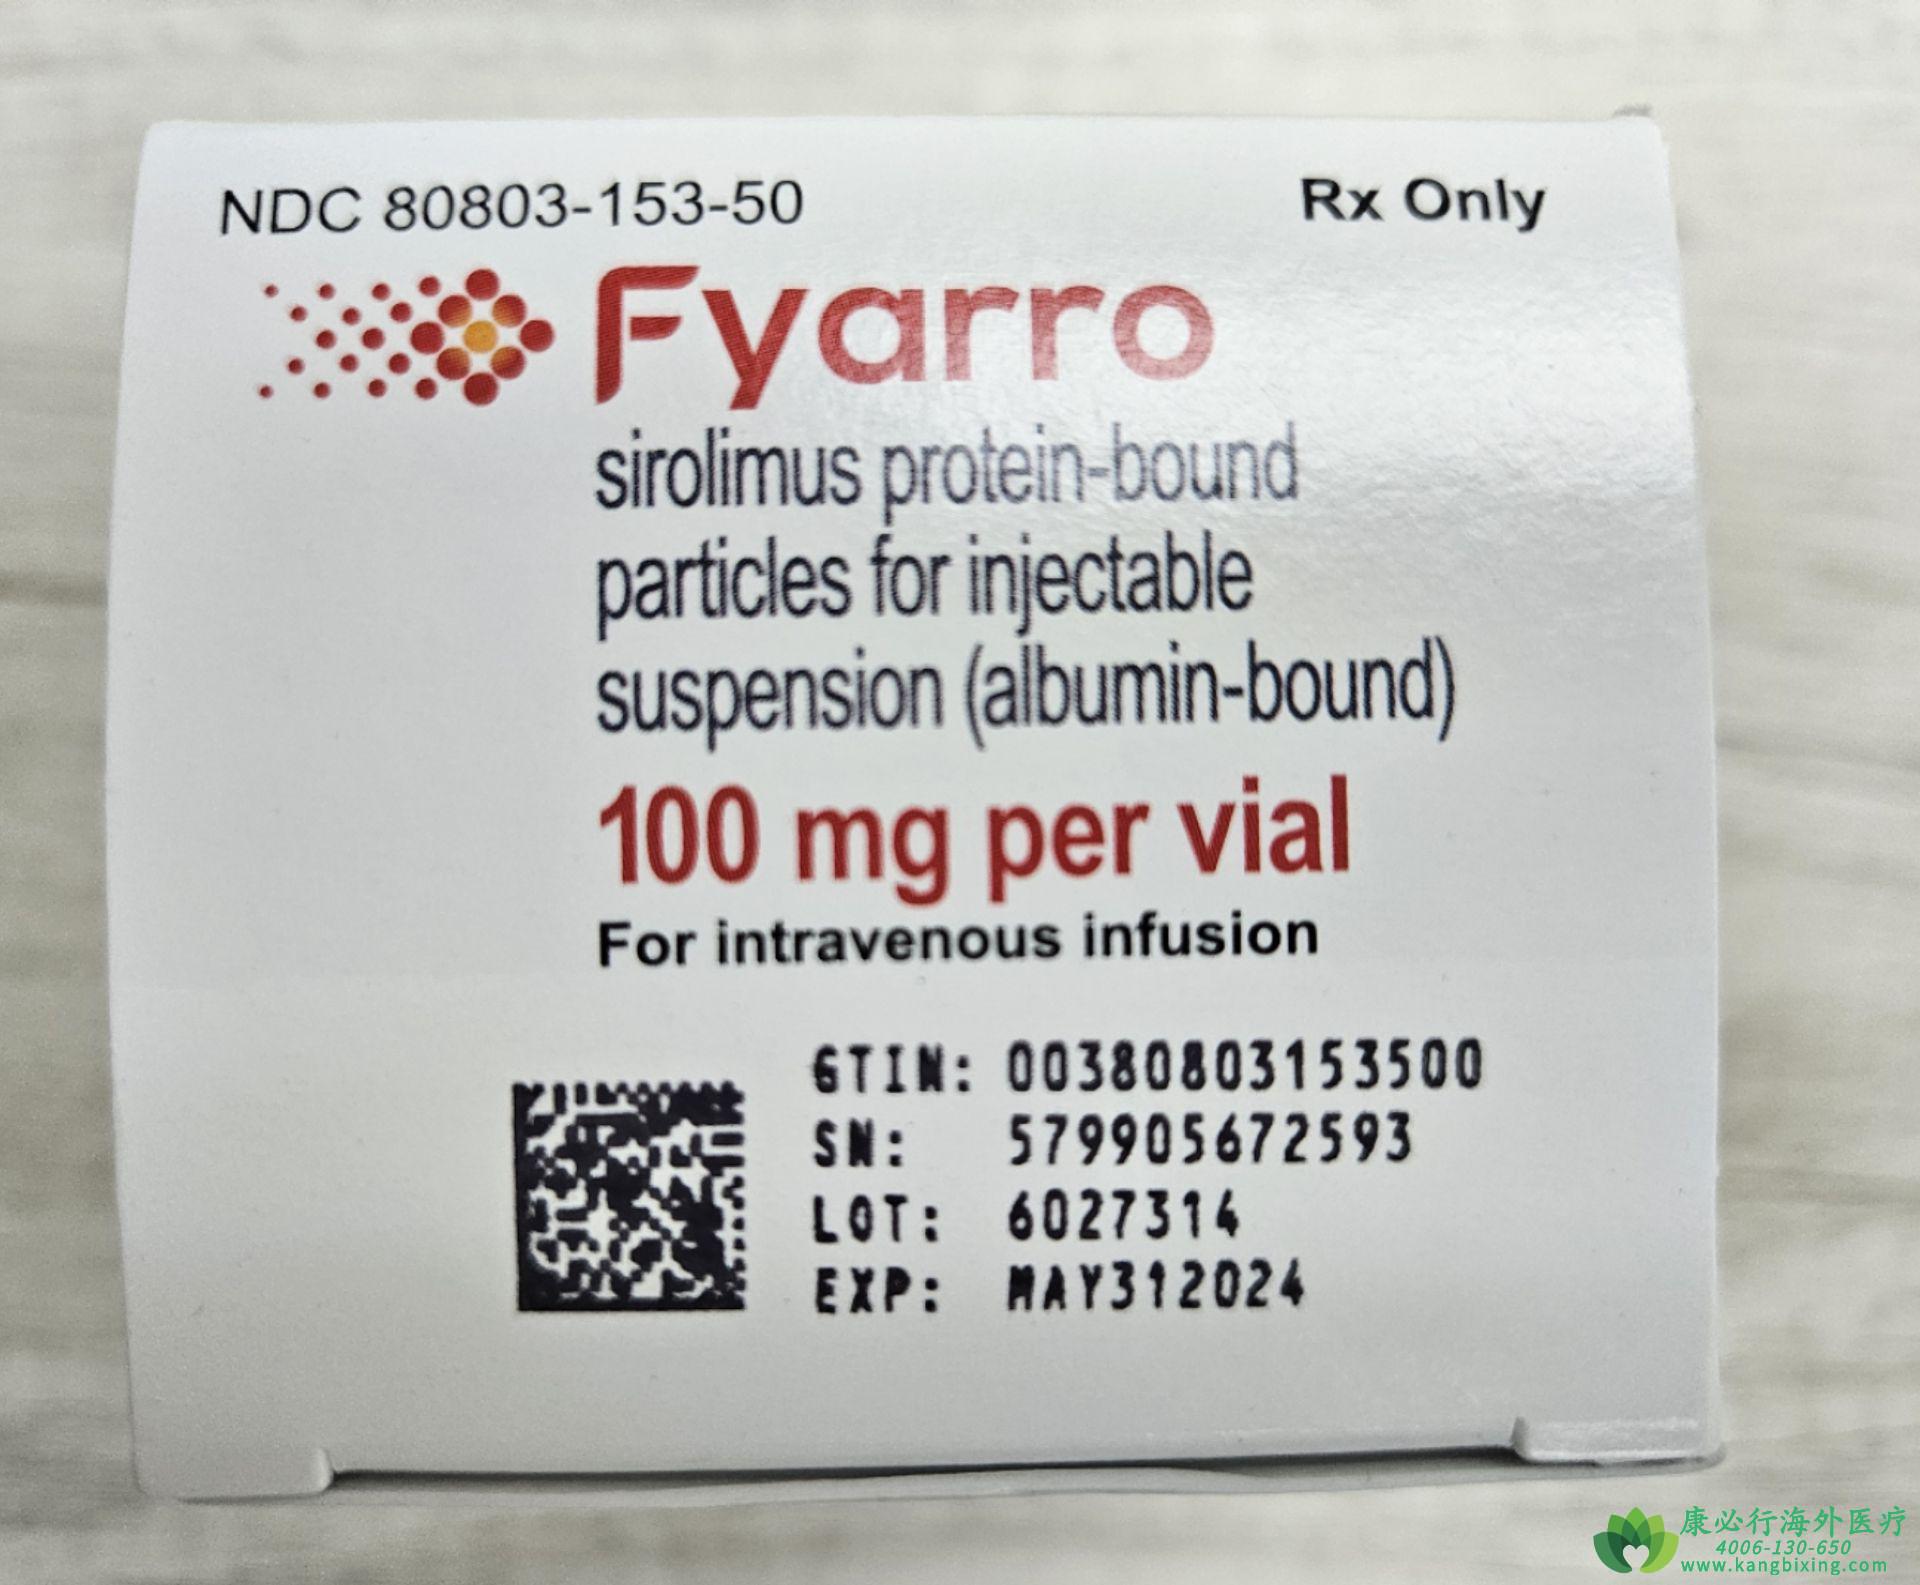 NDC 80803-153-50
Rx Only
Fyarro
sirolimus protein-bound
particles for injectable
suspension (albumin-bound)
100 mg per vial
For intravenous infusion
GTIN: 00380803153500
SN: 579905672593
LOT: 6027314
EXP: MAY312024
康必行海外医疗
4006-130-650
www.kangbixing.com